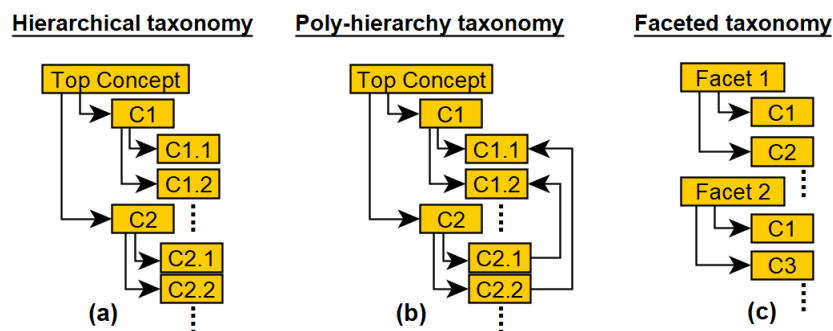 Hierarchical taxonomy
Top Concept
C1
C1.1
C1.2
C2
C2.1
C2.2
(a)
Poly-hierarchy taxonomy
Top Concept
C1
C1.1
C1.2
C2
C2.1
C2.2
(b)
Faceted taxonomy
Facet 1
C1
C2
Facet 2
C1
C3
(c)